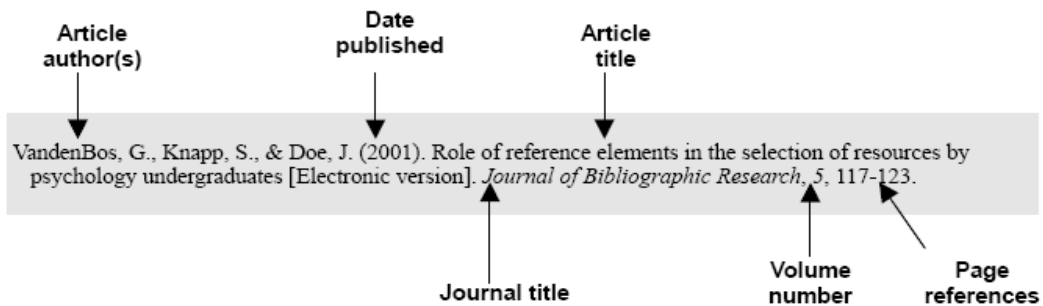 Article
author(s)
Date
published
Article
title
VandenBos, G., Knapp, S., & Doe, J. (2001). Role of reference elements in the selection of resources by
psychology undergraduates [Electronic version]. Journal of Bibliographic Research, 5, 117-123.
Journal title
Volume
number
Page
references